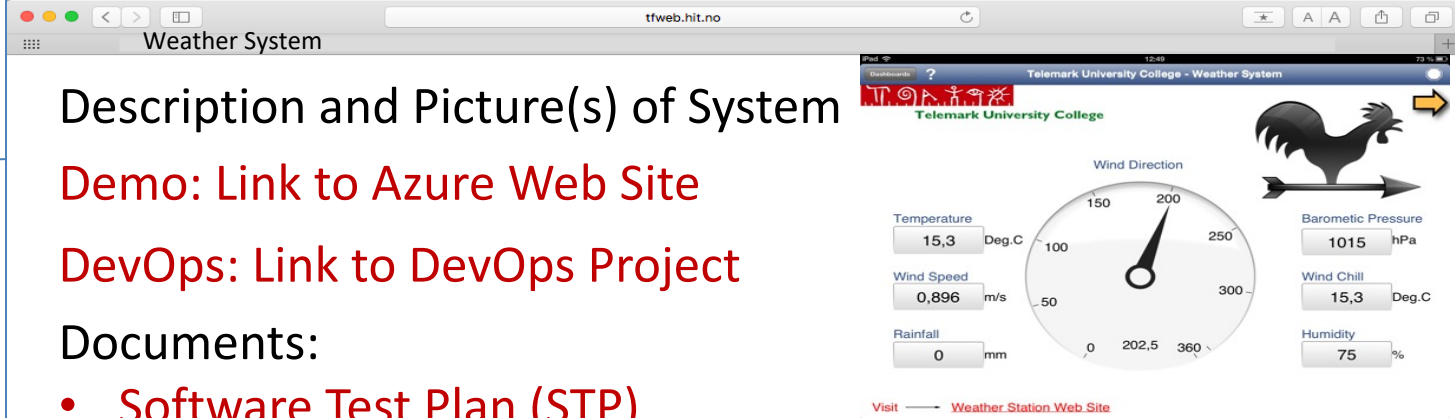 tfweb.hit.no
A A
Weather System
Description and Picture(s) of System
Demo: Link to Azure Web Site
DevOps: Link to DevOps Project
Documents:
• Software Test Plan (STP)
iPad 12:49 73 %
Dashboards ? Telemark University College - Weather System
Telemark University College
Wind Direction
150 200
100 250
50 300
0 202,5 360
Temperature
15,3 Deg.C
Wind Speed
0,896 m/s
Rainfall
0 mm
Barometic Pressure
1015 hPa
Wind Chill
15,3 Deg.C
Humidity
75 %
Visit Weather Station Web Site